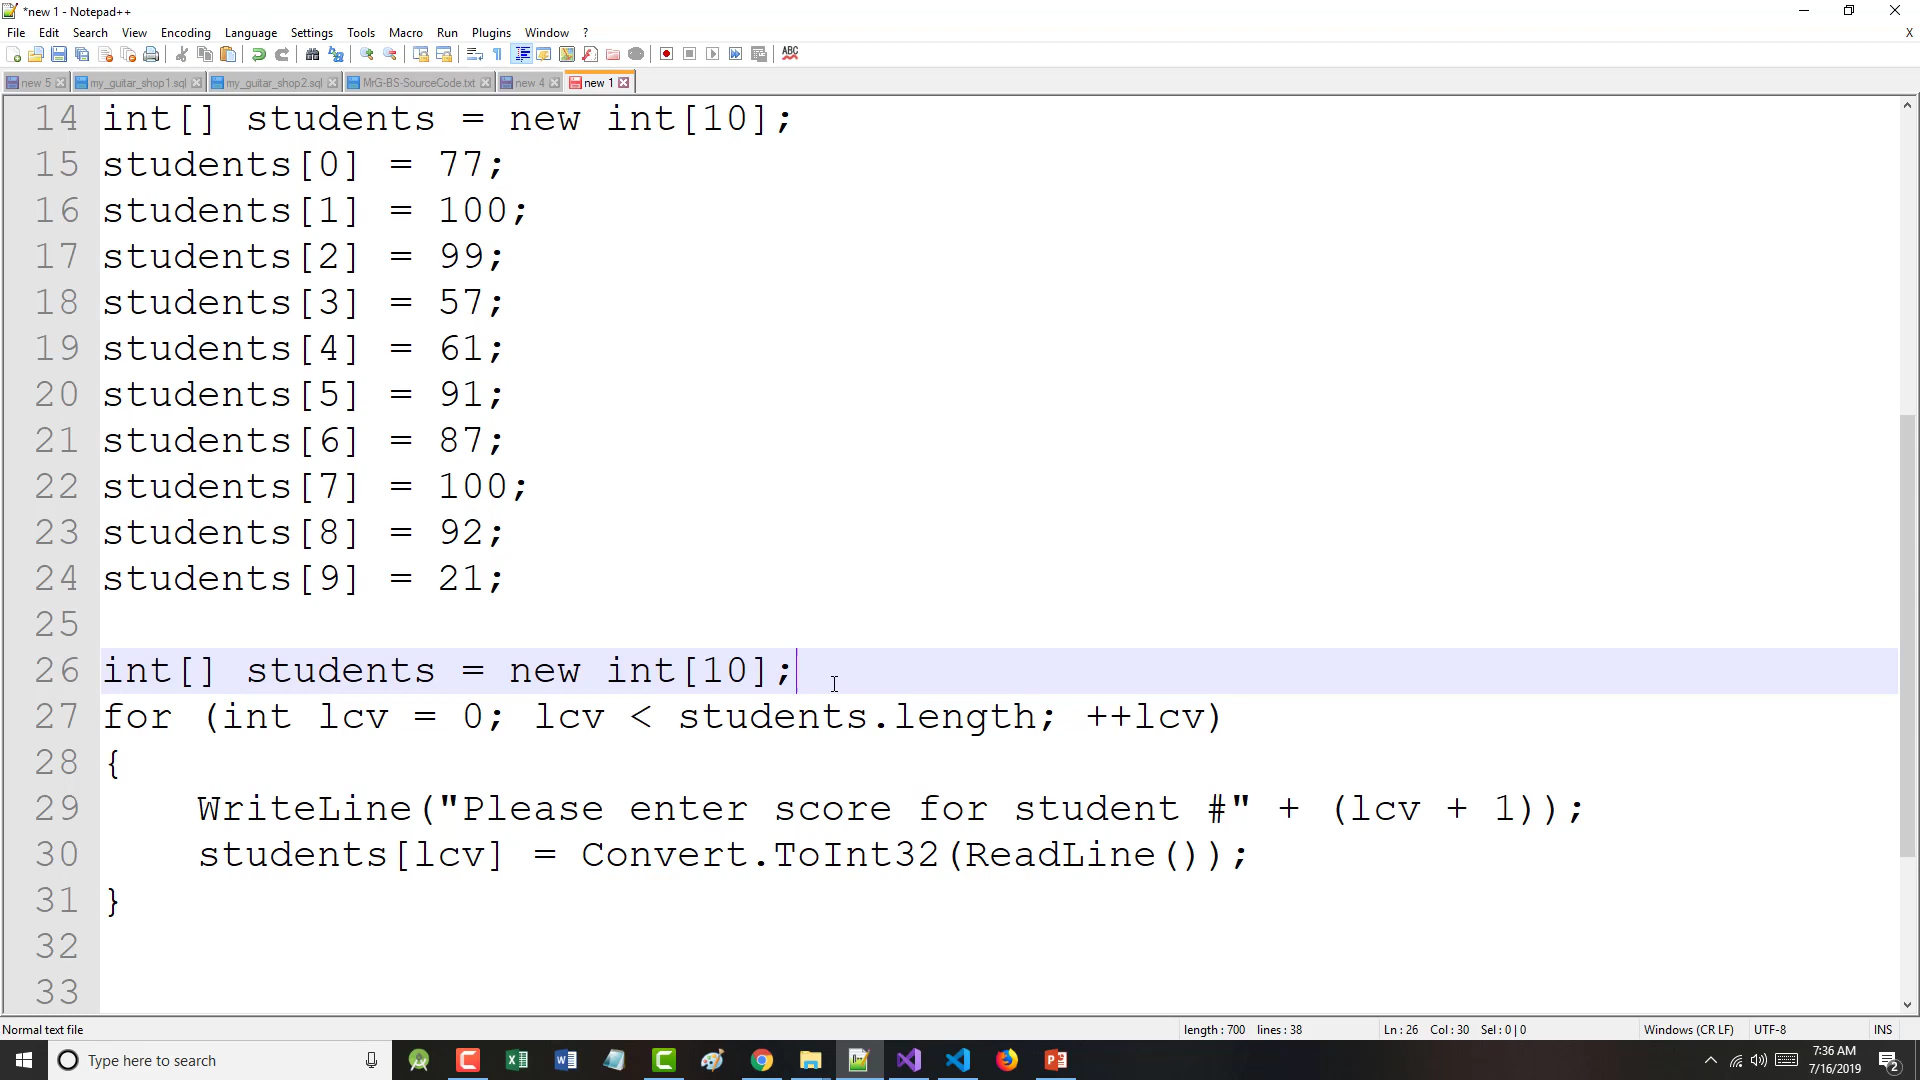 *new 1 - Notepad++
File Edit Search View Encoding Language Settings Tools Macro Run Plugins Window ? X
new 5 my_guitar_shop1.sql my_guitar_shop2.sql MrG-BS-SourceCode.txt new 4 new 1
14 int[] students = new int[10];
15 students[0] = 77;
16 students[1] = 100;
17 students[2] = 99;
18 students[3] = 57;
19 students[4] = 61;
20 students[5] = 91;
21 students[6] = 87;
22 students[7] = 100;
23 students[8] = 92;
24 students[9] = 21;
25
26 int[] students = new int[10];
27 for (int lcv = 0; lcv < students.length; ++lcv)
28 {
29 WriteLine("Please enter score for student #" + (lcv + 1));
30 students[lcv] = Convert.ToInt32(ReadLine());
31 }
32
33
Normal text file length : 700 lines : 38 Ln : 26 Col : 30 Sel : 0 | 0 Windows (CR LF) UTF-8 INS
Type here to search
7:36 AM
7/16/2019
2